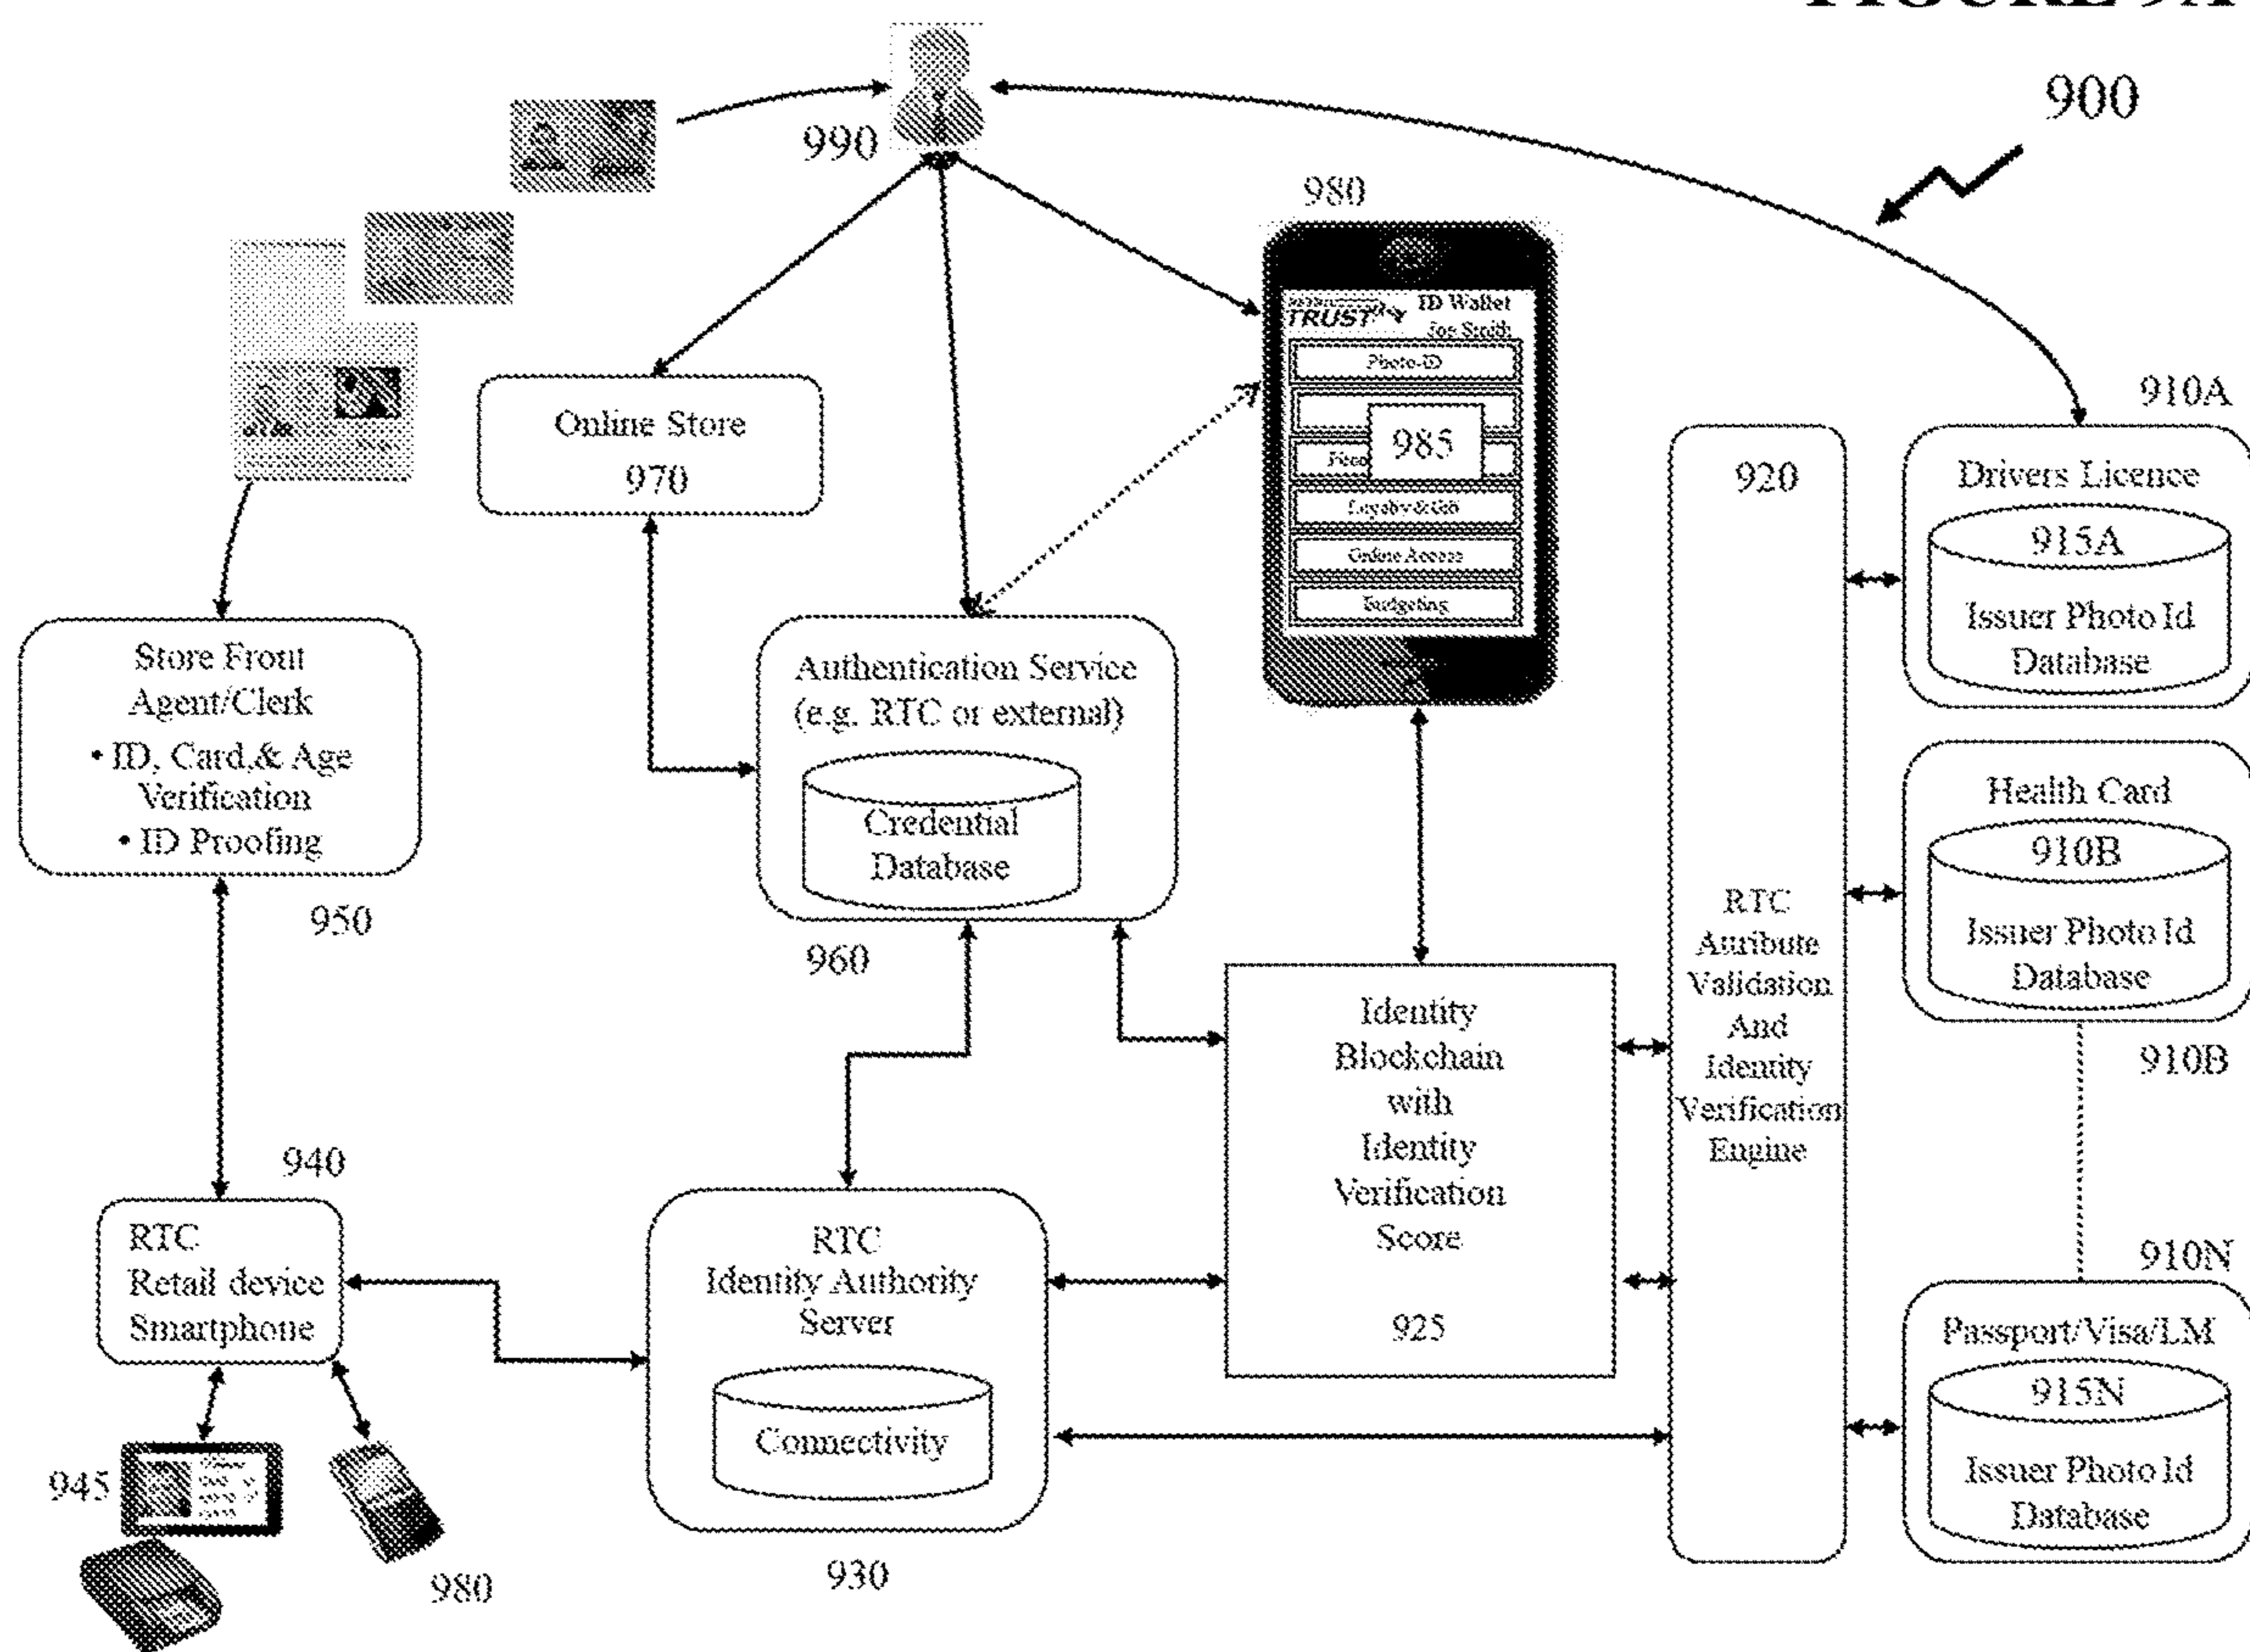 900
990
980
TRUST
ID Wallet
Joe Smith
Photo-ID
985
Online Access
Budgeting
Online Store
970
910A
Drivers Licence
915A
Issuer Photo Id
Database
920
RTC
Attribute
Validation
And
Identity
Verification
Engine
Store Front
Agent/Clerk
• ID, Card,& Age
Verification
• ID Proofing
950
Authentication Service
(e.g. RTC or external)
Credential
Database
960
Health Card
910B
Issuer Photo Id
Database
910B
Identity
Blockchain
with
Identity
Verification
Score
925
940
RTC
Retail device
Smartphone
945
980
RTC
Identity Authority
Server
Connectivity
930
910N
Passport/Visa/LM
915N
Issuer Photo Id
Database